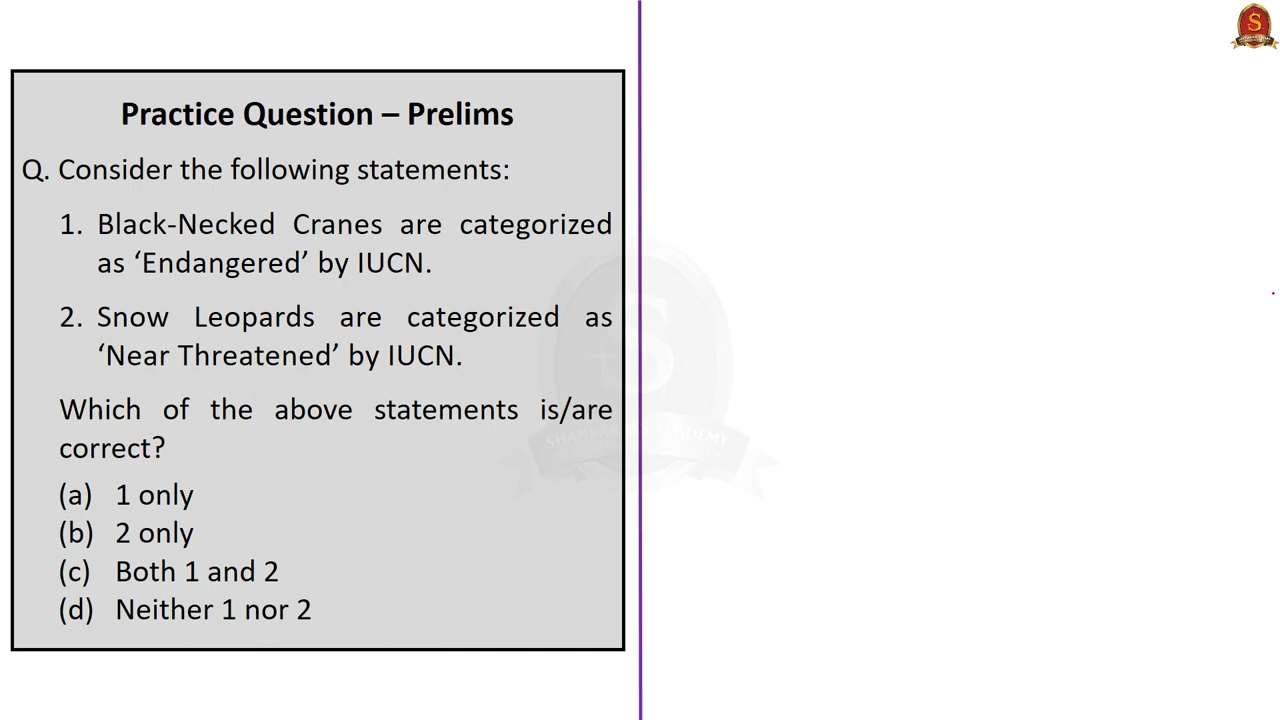 S
Practice Question – Prelims
Q. Consider the following statements:
1. Black-Necked Cranes are categorized
as ‘Endangered’ by IUCN.
2. Snow Leopards are categorized as
‘Near Threatened’ by IUCN.
Which of the above statements is/are
correct?
(a) 1 only
(b) 2 only
(c) Both 1 and 2
(d) Neither 1 nor 2
S